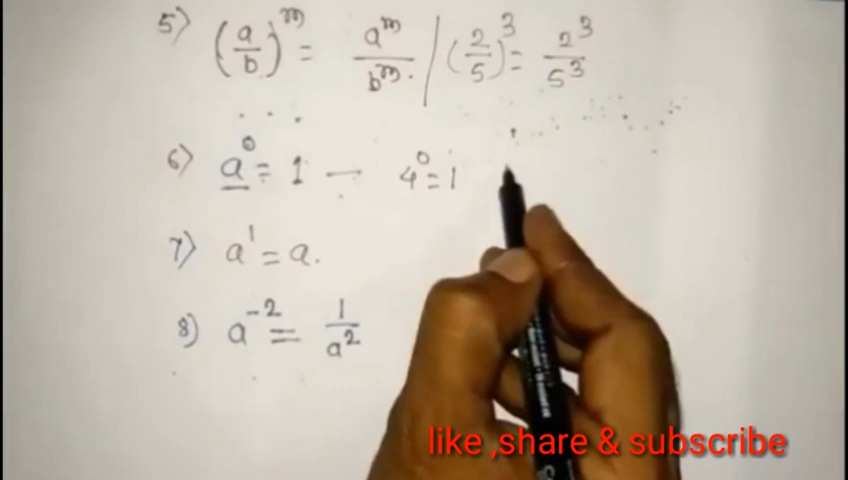 5) (a/b)^m = a^m/b^m. | (2/5)^3 = 2^3/5^3
6) a^0 = 1 — 4^0 = 1
7) a^1 = a.
8) a^-2 = 1/a^2
like ,share & subscribe